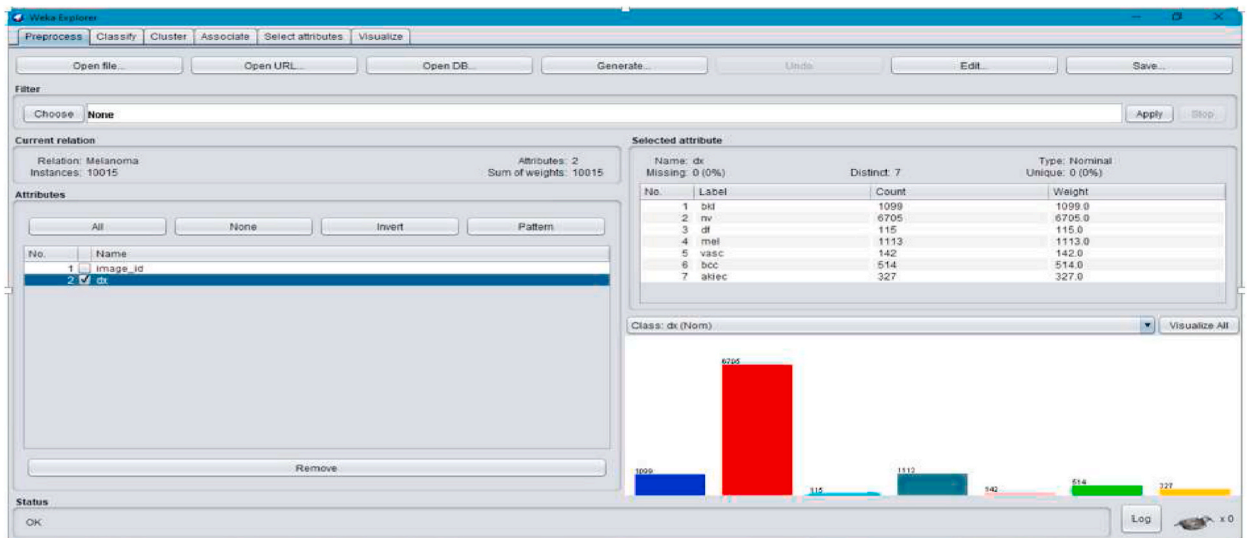 Weka Explorer
Preprocess Classify Cluster Associate Select attributes Visualize
Open file... Open URL... Open DB... Generate... Undo Edit... Save...
Filter
Choose None Apply Stop
Current relation
Relation: Melanoma Attributes: 2
Instances: 10015 Sum of weights: 10015
Attributes
All None Invert Pattern
No. Name
1 image_id
2 dx
Remove
Selected attribute
Name: dx Type: Nominal
Missing: 0 (0%) Distinct: 7 Unique: 0 (0%)
No. Label Count Weight
1 bkl 1099 1099.0
2 nv 6705 6705.0
3 df 115 115.0
4 mel 1113 1113.0
5 vasc 142 142.0
6 bcc 514 514.0
7 akiec 327 327.0
Class: dx (Nom) Visualize All
1099 6705 115 1113 142 514 327
Status
OK Log x 0